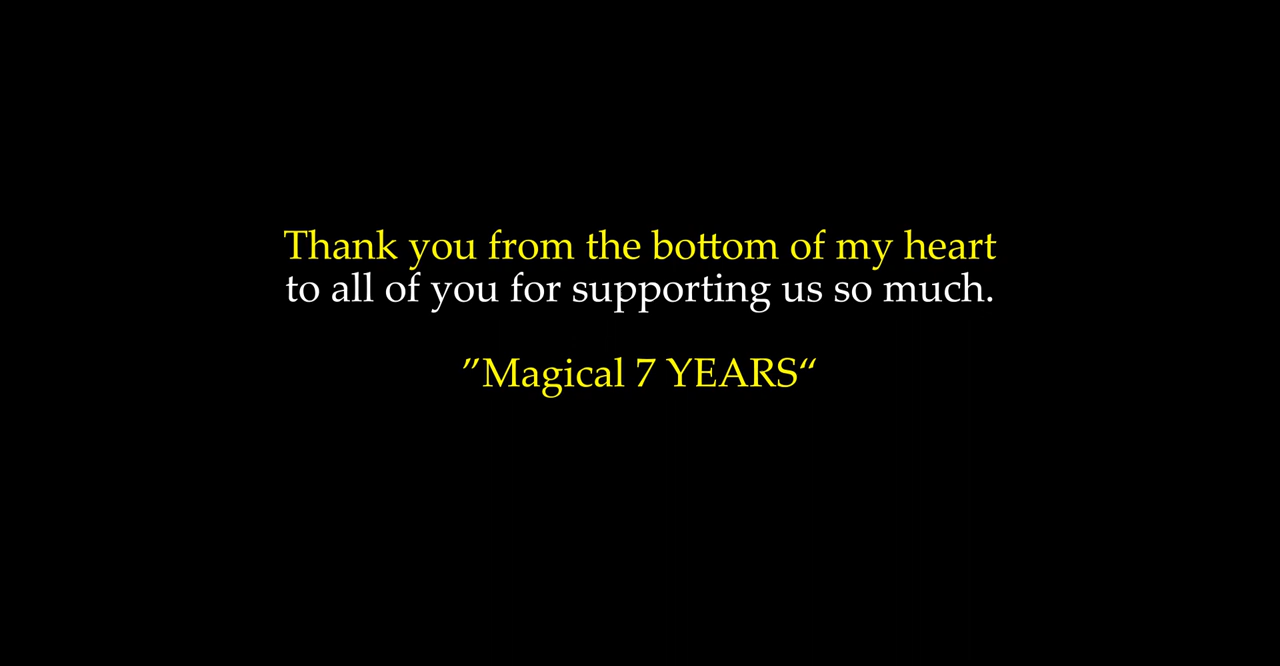 Thank you from the bottom of my heart
to all of you for supporting us so much.
”Magical 7 YEARS“